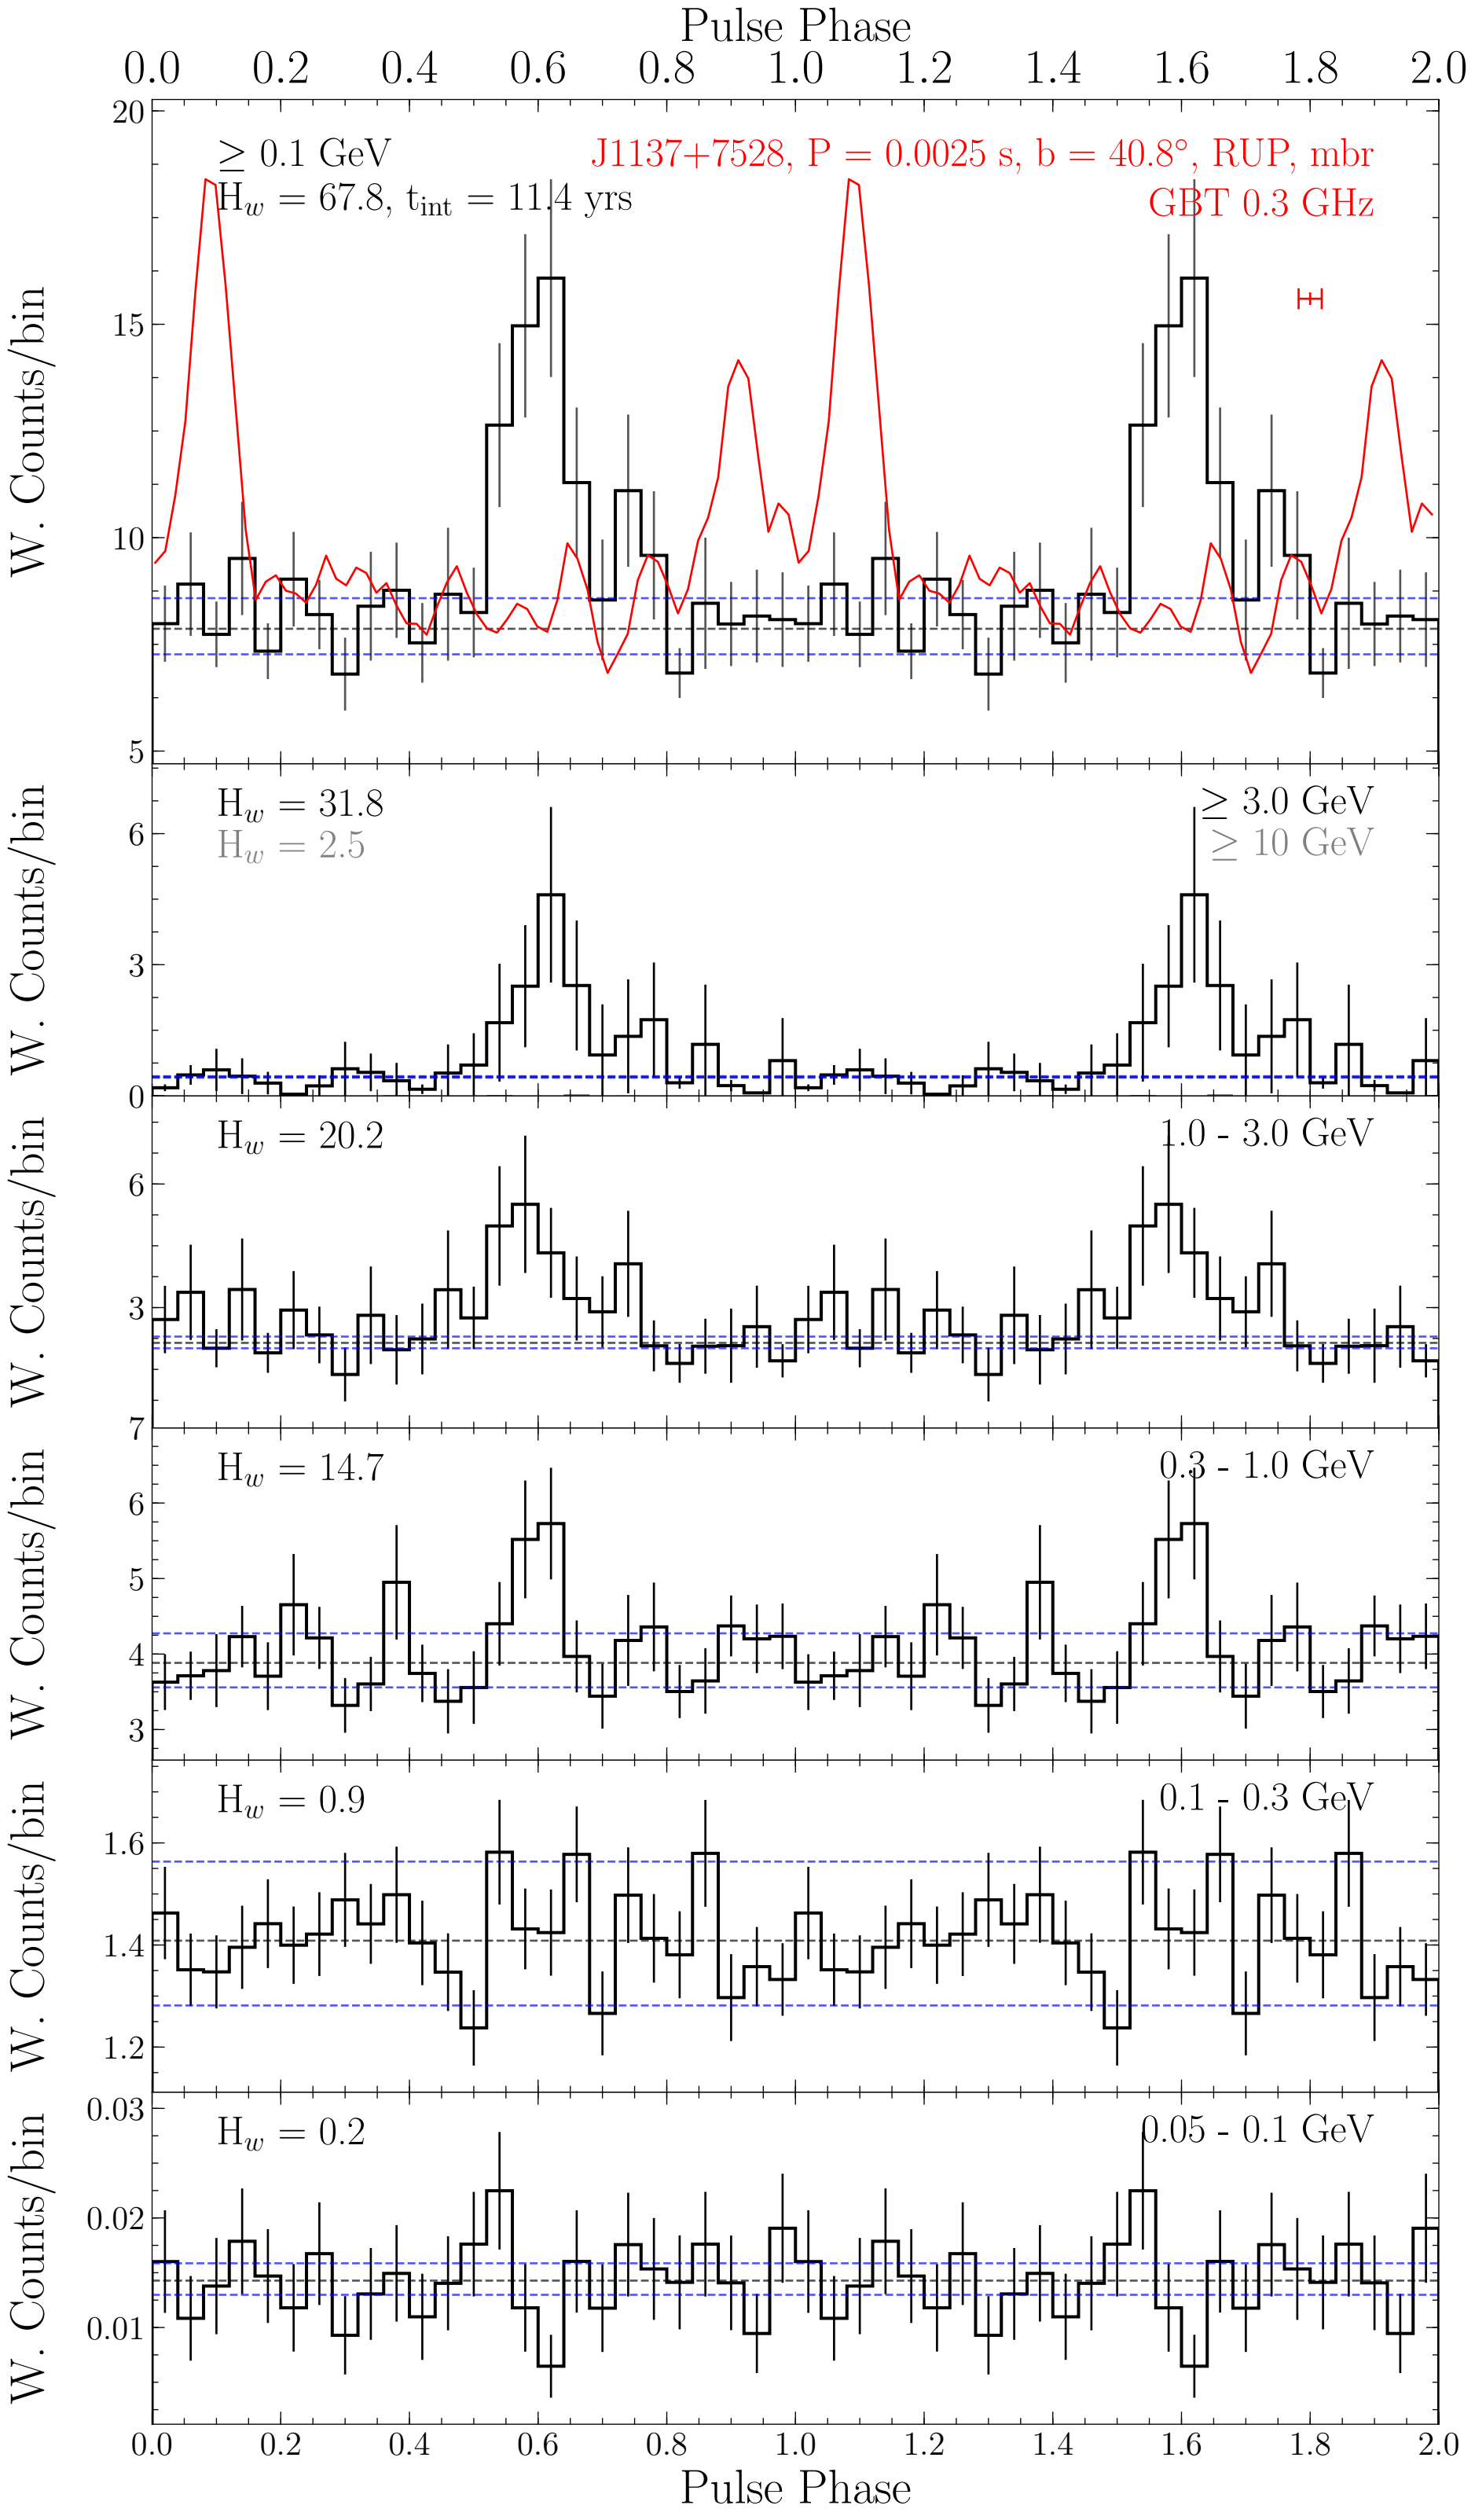 Pulse Phase
0.0 0.2 0.4 0.6 0.8 1.0 1.2 1.4 1.6 1.8 2.0
W. Counts/bin
20
15
10
5
≥ 0.1 GeV
H_w = 67.8, t_int = 11.4 yrs
J1137+7528, P = 0.0025 s, b = 40.8°, RUP, mbr
GBT 0.3 GHz
W. Counts/bin
6
3
0
H_w = 31.8
H_w = 2.5
≥ 3.0 GeV
≥ 10 GeV
W. Counts/bin
6
3
H_w = 20.2
1.0 - 3.0 GeV
W. Counts/bin
7
6
5
4
3
H_w = 14.7
0.3 - 1.0 GeV
W. Counts/bin
1.6
1.4
1.2
H_w = 0.9
0.1 - 0.3 GeV
W. Counts/bin
0.03
0.02
0.01
H_w = 0.2
0.05 - 0.1 GeV
0.0 0.2 0.4 0.6 0.8 1.0 1.2 1.4 1.6 1.8 2.0
Pulse Phase